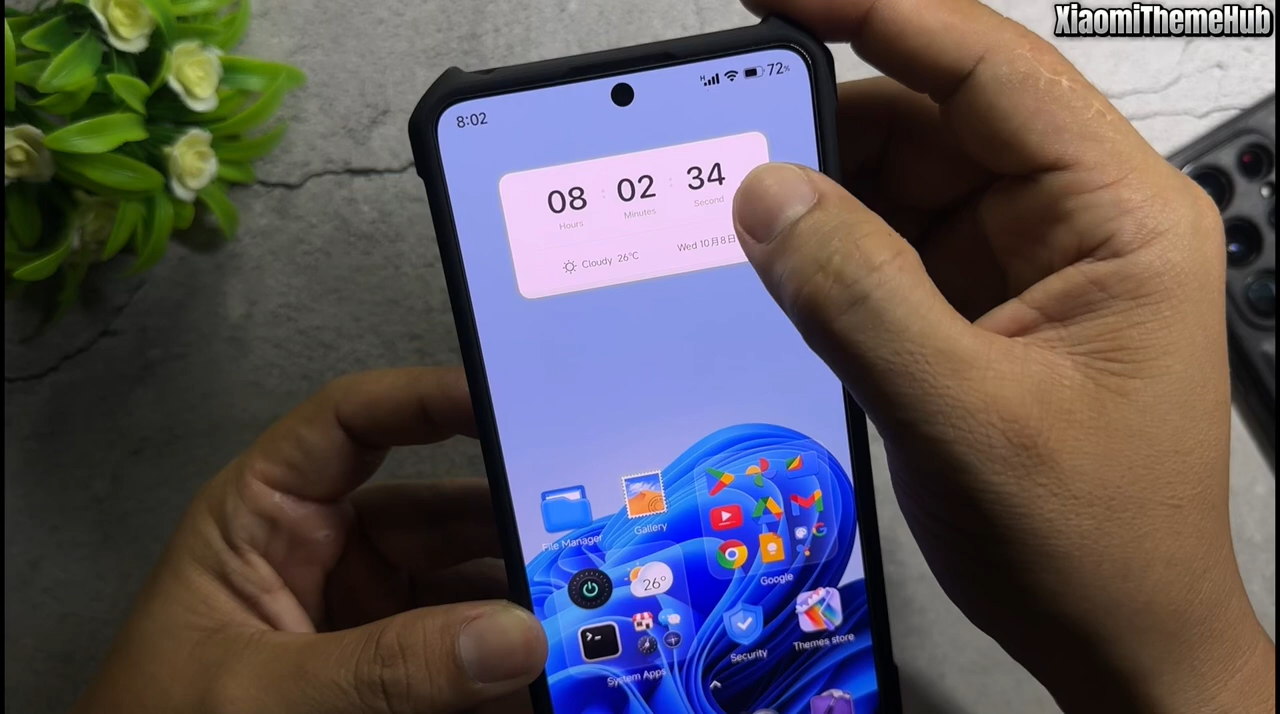 XiaomiThemeHub
8:02
H 72%
08 : 02 : 34
Hours Minutes Second
Cloudy 26°C Wed 10月8日
File Manager Gallery
Google
26°
System Apps Security Themes store